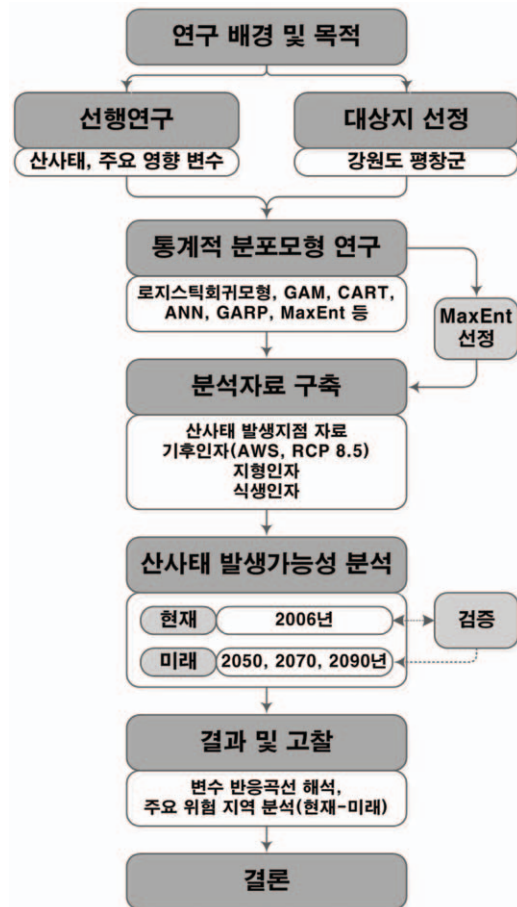 연구 배경 및 목적
선행연구
산사태, 주요 영향 변수
대상지 선정
강원도 평창군
통계적 분포모형 연구
로지스틱회귀모형, GAM, CART,
ANN, GARP, MaxEnt 등
MaxEnt
선정
분석자료 구축
산사태 발생지점 자료
기후인자(AWS, RCP 8.5)
지형인자
식생인자
산사태 발생가능성 분석
현재
2006년
검증
미래
2050, 2070, 2090년
결과 및 고찰
변수 반응곡선 해석,
주요 위험 지역 분석(현재-미래)
결론